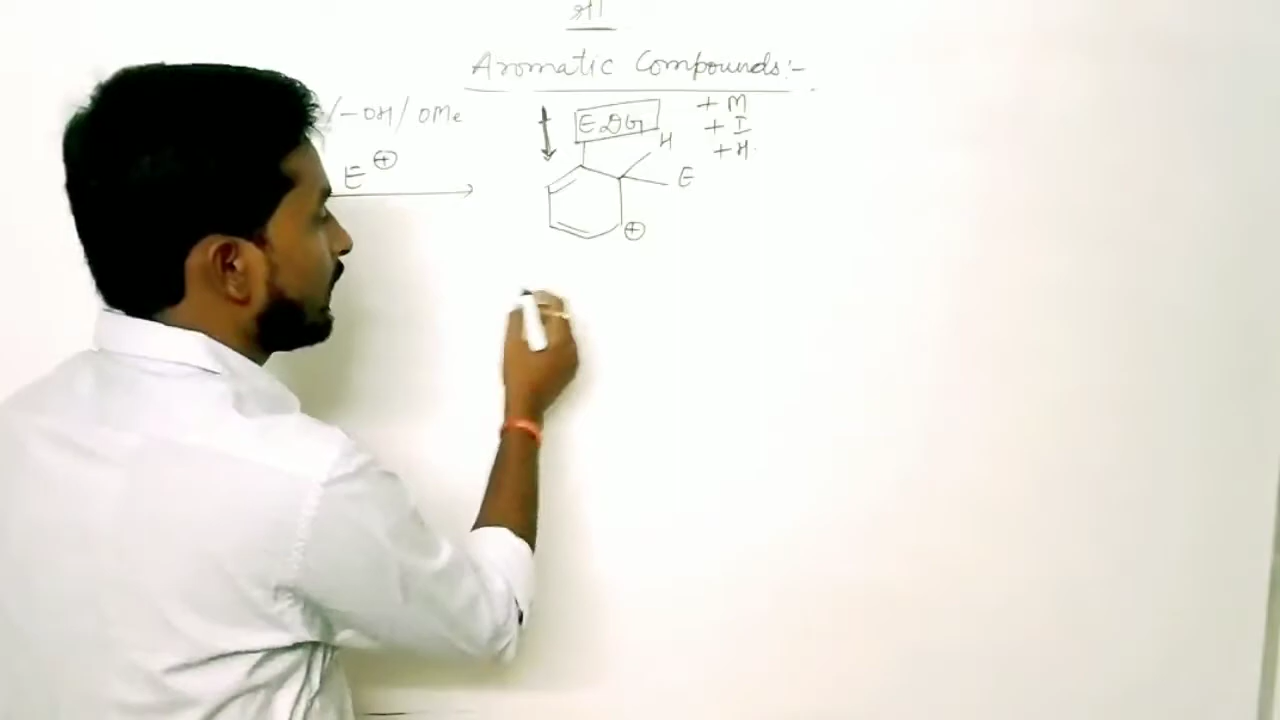 श्री
Aromatic Compounds:-
/-OH/ OMe
EDG
+ M
+ I
+ H.
H
E⊕
E
⊕